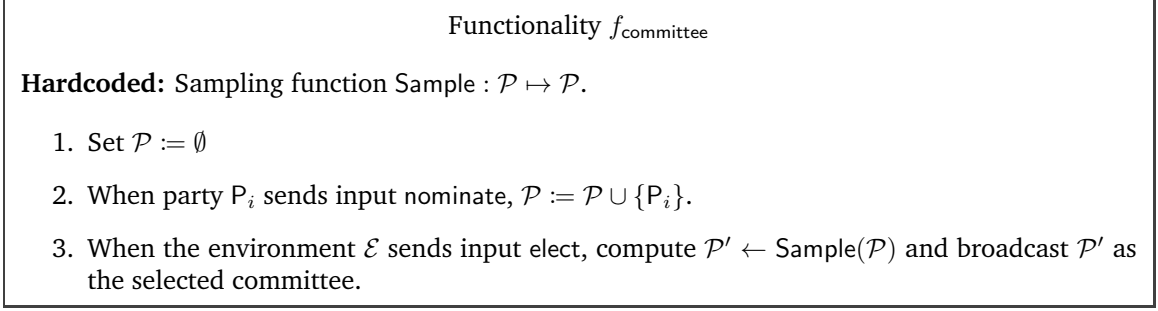 Functionality f_committee
Hardcoded: Sampling function Sample : 𝒫 ↦ 𝒫.
1. Set 𝒫 := ∅
2. When party P_i sends input nominate, 𝒫 := 𝒫 ∪ {P_i}.
3. When the environment ℰ sends input elect, compute 𝒫′ ← Sample(𝒫) and broadcast 𝒫′ as
the selected committee.